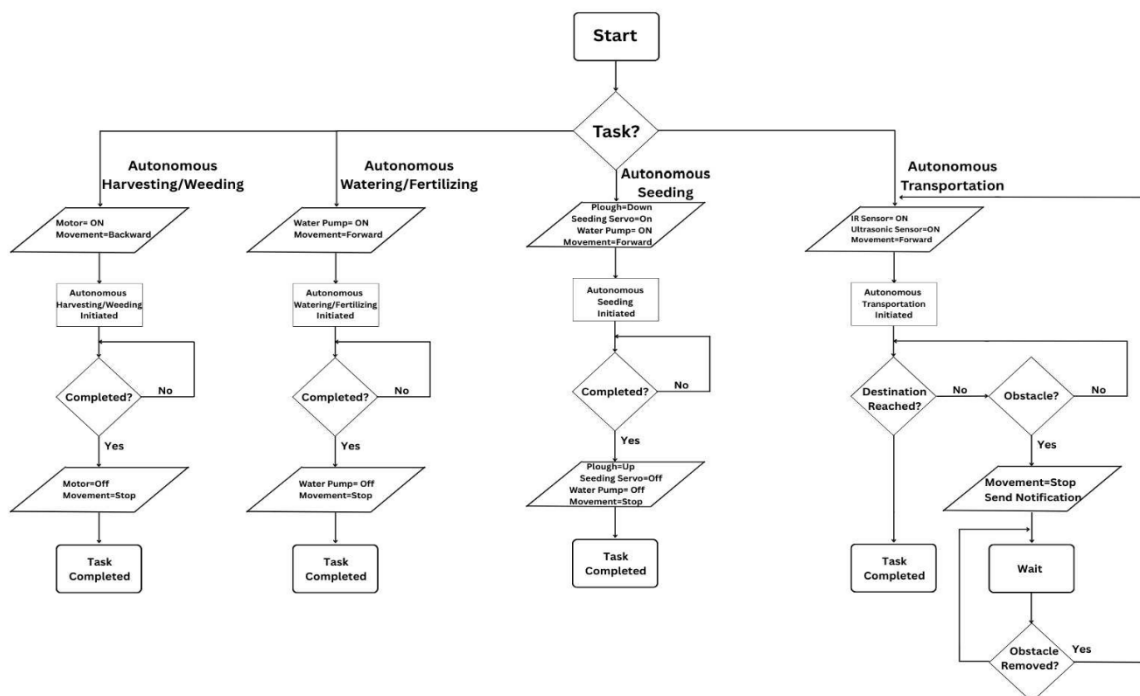 Start
Task?
Autonomous
Harvesting/Weeding
Autonomous
Watering/Fertilizing
Autonomous
Seeding
Autonomous
Transportation
Motor= ON
Movement=Backward
Water Pump= ON
Movement=Forward
Plough=Down
Seeding Servo=On
Water Pump= ON
Movement=Forward
IR Sensor= ON
Ultrasonic Sensor=ON
Movement=Forward
Autonomous
Harvesting/Weeding
Initiated
Autonomous
Watering/Fertilizing
Initiated
Autonomous
Seeding
Initiated
Autonomous
Transportation
Initiated
Completed?
No
Completed?
No
Completed?
No
Destination
Reached?
No
Obstacle?
No
Yes
Yes
Yes
Yes
Motor=Off
Movement=Stop
Water Pump= Off
Movement=Stop
Plough=Up
Seeding Servo=Off
Water Pump= Off
Movement=Stop
Movement=Stop
Send Notification
Task
Completed
Task
Completed
Task
Completed
Task
Completed
Wait
Obstacle
Removed?
Yes